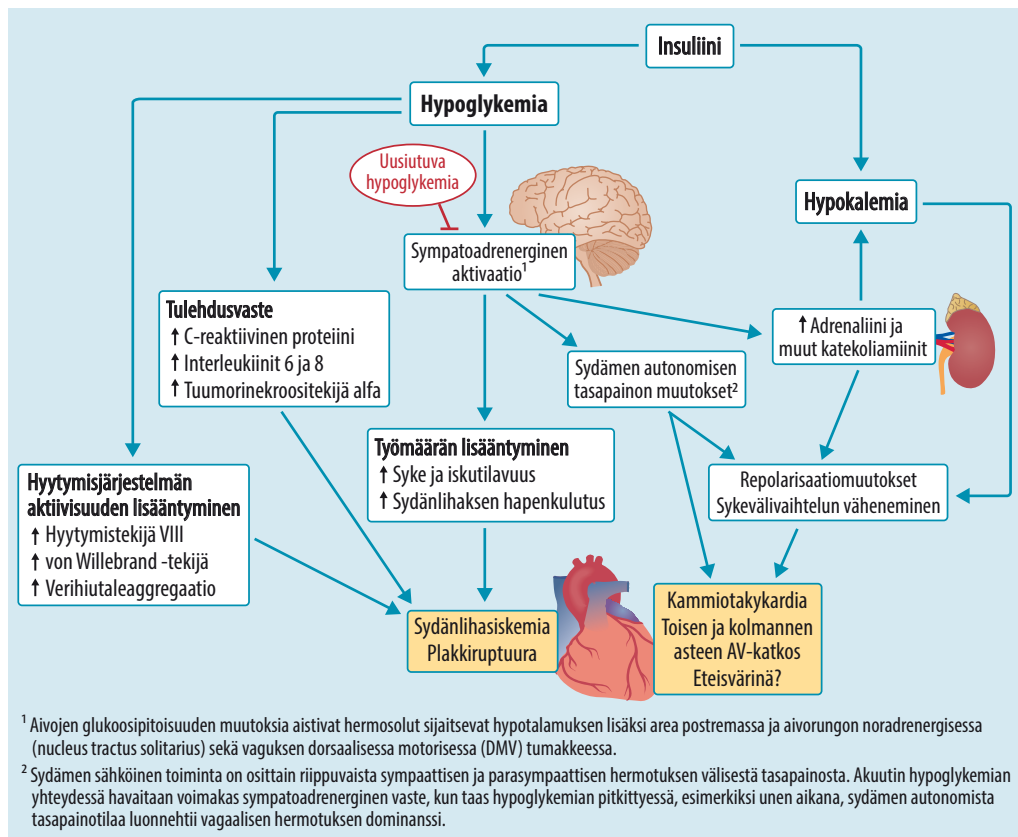 Insuliini
Hypoglykemia
Uusiutuva
hypoglykemia
Hypokalemia
Sympatoadrenerginen
aktivaatio¹
Tulehdusvaste
↑ C-reaktiivinen proteiini
↑ Interleukiinit 6 ja 8
↑ Tuumorinekroositekijä alfa
↑ Adrenaliini ja
muut katekoliamiinit
Sydämen autonomisen
tasapainon muutokset²
Työmäärän lisääntyminen
↑ Syke ja iskutilavuus
↑ Sydänlihaksen hapenkulutus
Hyytymisjärjestelmän
aktiivisuuden lisääntyminen
↑ Hyytymistekijä VIII
↑ von Willebrand -tekijä
↑ Verihiutaleaggregaatio
Repolarisaatiomuutokset
Sykevälivaihtelun väheneminen
Sydänlihasiskemia
Plakkiruptuura
Kammiotakykardia
Toisen ja kolmannen
asteen AV-katkos
Eteisvärinä?
¹ Aivojen glukoosipitoisuuden muutoksia aistivat hermosolut sijaitsevat hypotalamuksen lisäksi area postremassa ja aivorungon noradrenergisessa
(nucleus tractus solitarius) sekä vaguksen dorsaalisessa motorisessa (DMV) tumakkeessa.
² Sydämen sähköinen toiminta on osittain riippuvaista sympaattisen ja parasympaattisen hermotuksen välisestä tasapainosta. Akuutin hypoglykemian
yhteydessä havaitaan voimakas sympatoadrenerginen vaste, kun taas hypoglykemian pitkittyessä, esimerkiksi unen aikana, sydämen autonomista
tasapainotilaa luonnehtii vagaalisen hermotuksen dominanssi.